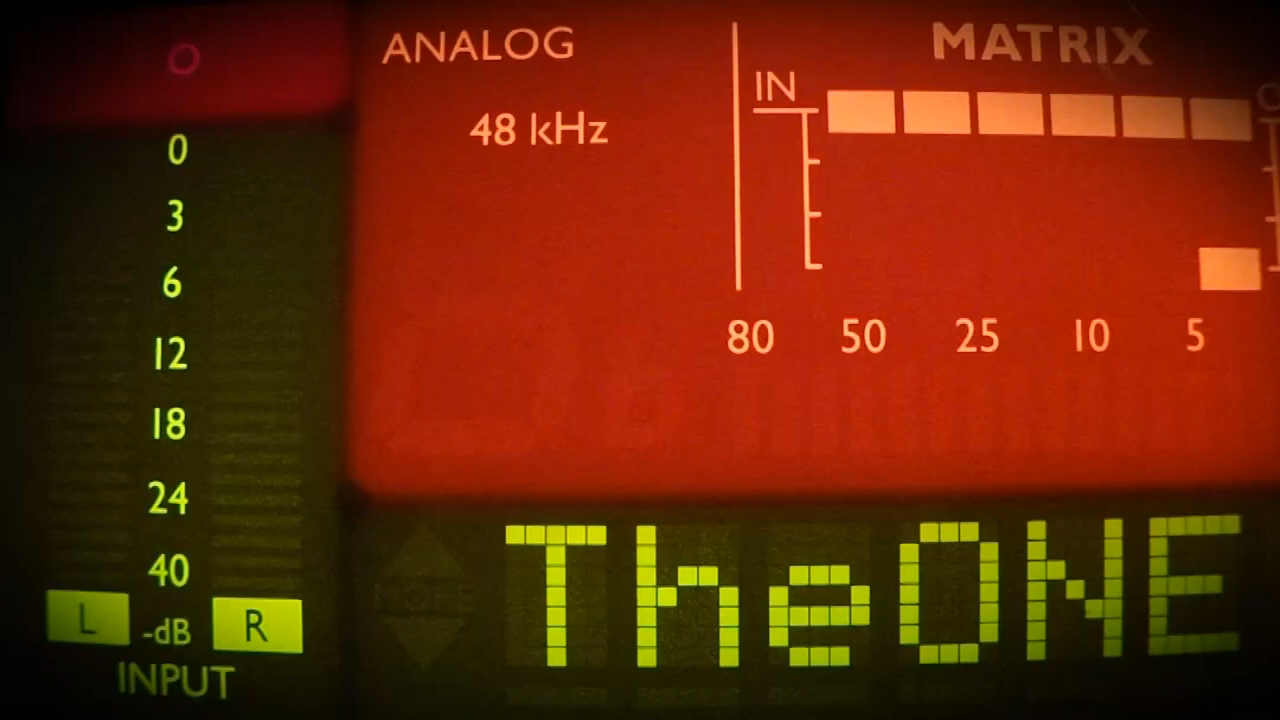 O
0
3
6
12
18
24
40
L -dB R
INPUT
ANALOG
48 kHz
MATRIX
IN
80 50 25 10 5
MORE
TheONE